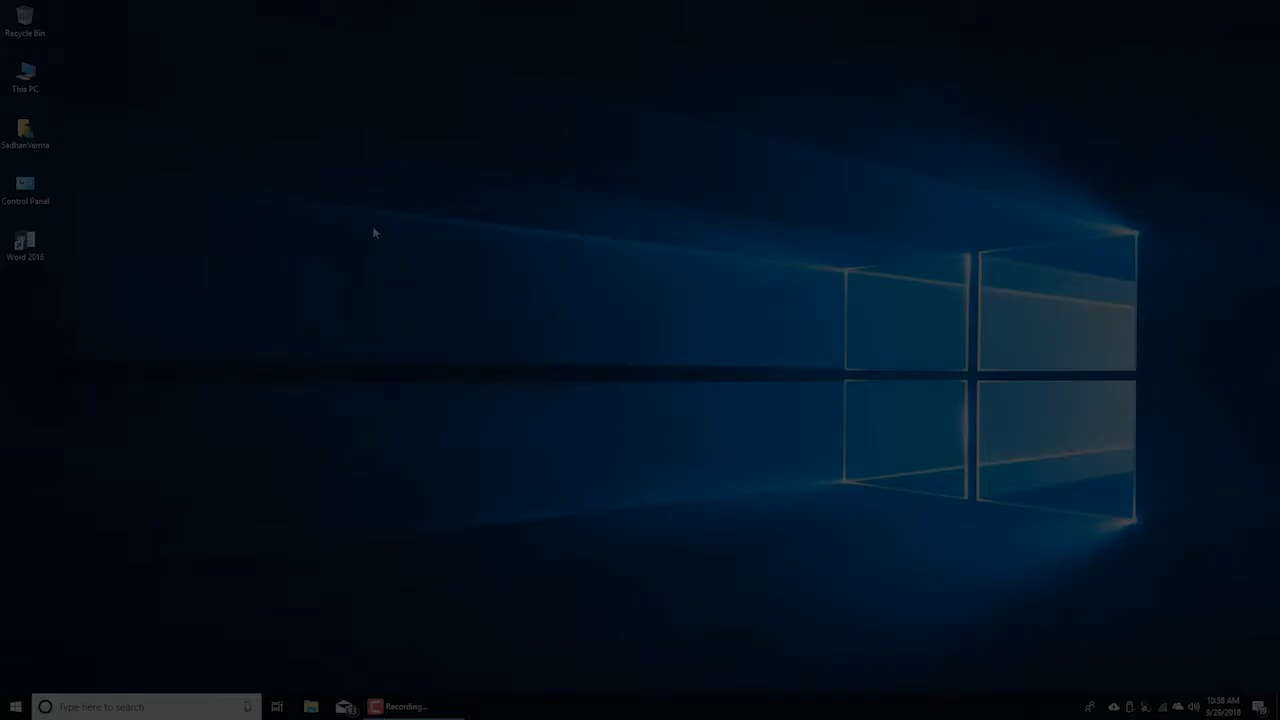 Recycle Bin
This PC
SadhanVerma
Control Panel
Word 2016
Type here to search
Recording...
10:38 AM
9/29/2018